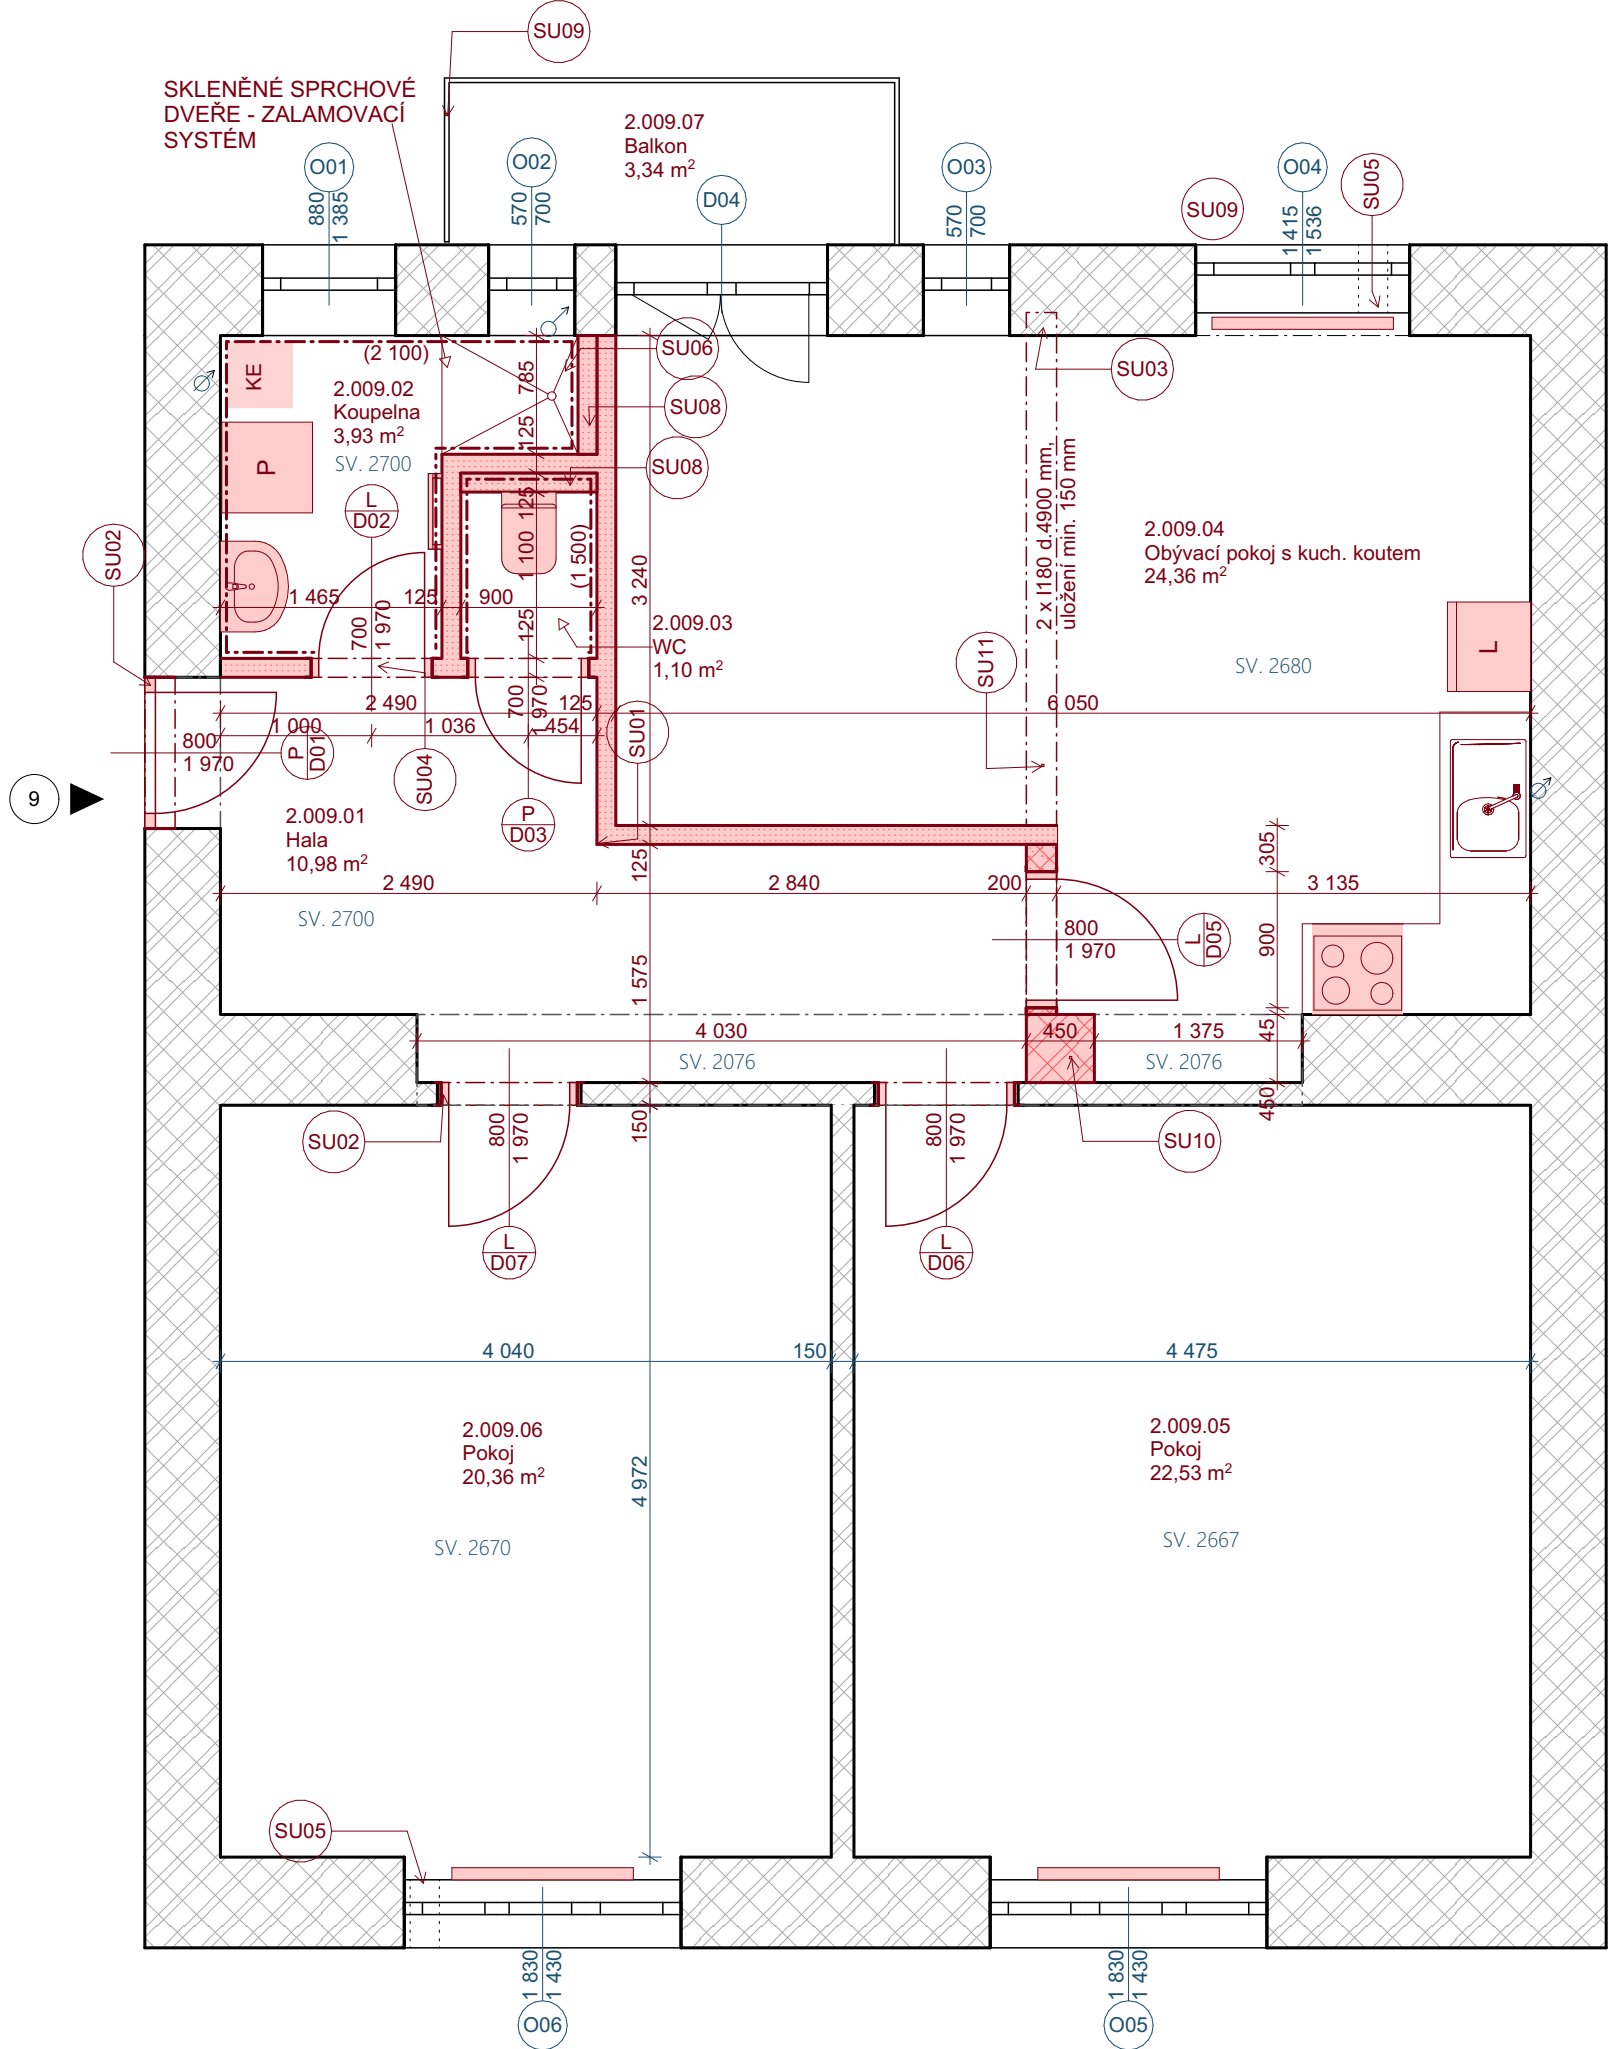 SU09
SKLENĚNÉ SPRCHOVÉ
DVEŘE - ZALAMOVACÍ
SYSTÉM
2.009.07
Balkon
3,34 m²
O01
880
1 385
O02
570
700
D04
O03
570
700
SU09
O04
1 415
1 536
SU05
(2 100)
KE
2.009.02
Koupelna
3,93 m²
SV. 2700
P
785
125
125
1 100
125
SU06
SU08
SU08
SU03
L
D02
(1 500)
3 240
2 x I180 d.4900 mm,
uložení min. 150 mm
2.009.04
Obývací pokoj s kuch. koutem
24,36 m²
SV. 2680
L
SU02
1 465
125
900
700
1 970
2.009.03
WC
1,10 m²
SU11
2 490
125
6 050
1 000
1 036
454
700
1 970
SU01
800
1 970
P
D01
SU04
9
P
D03
2.009.01
Hala
10,98 m²
2 490
2 840
200
3 135
125
305
SV. 2700
800
1 970
L
D05
900
1 575
4 030
450
1 375
45
SV. 2076
SV. 2076
450
150
SU02
800
1 970
800
1 970
SU10
L
D07
L
D06
4 040
150
4 475
2.009.06
Pokoj
20,36 m²
2.009.05
Pokoj
22,53 m²
4 972
SV. 2670
SV. 2667
SU05
1 830
1 430
O06
1 830
1 430
O05